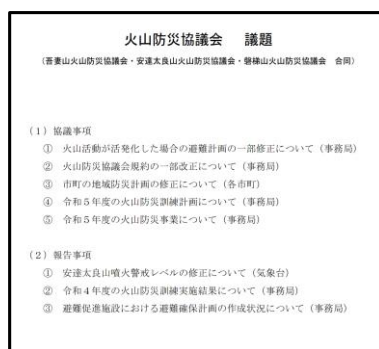 火山防災協議会　議題
（吾妻山火山防災協議会・安達太良山火山防災協議会・磐梯山火山防災協議会　合同）
（１）協議事項
①　火山活動が活発化した場合の避難計画の一部修正について（事務局）
②　火山防災協議会規約の一部改正について（事務局）
③　市町の地域防災計画の修正について（各市町）
④　令和５年度の火山防災訓練計画について（事務局）
⑤　令和５年度の火山防災事業について（事務局）
（２）報告事項
①　安達太良山噴火警戒レベルの修正について（気象台）
②　令和４年度の火山防災訓練実施結果について（事務局）
③　避難促進施設における避難確保計画の作成状況について（事務局）